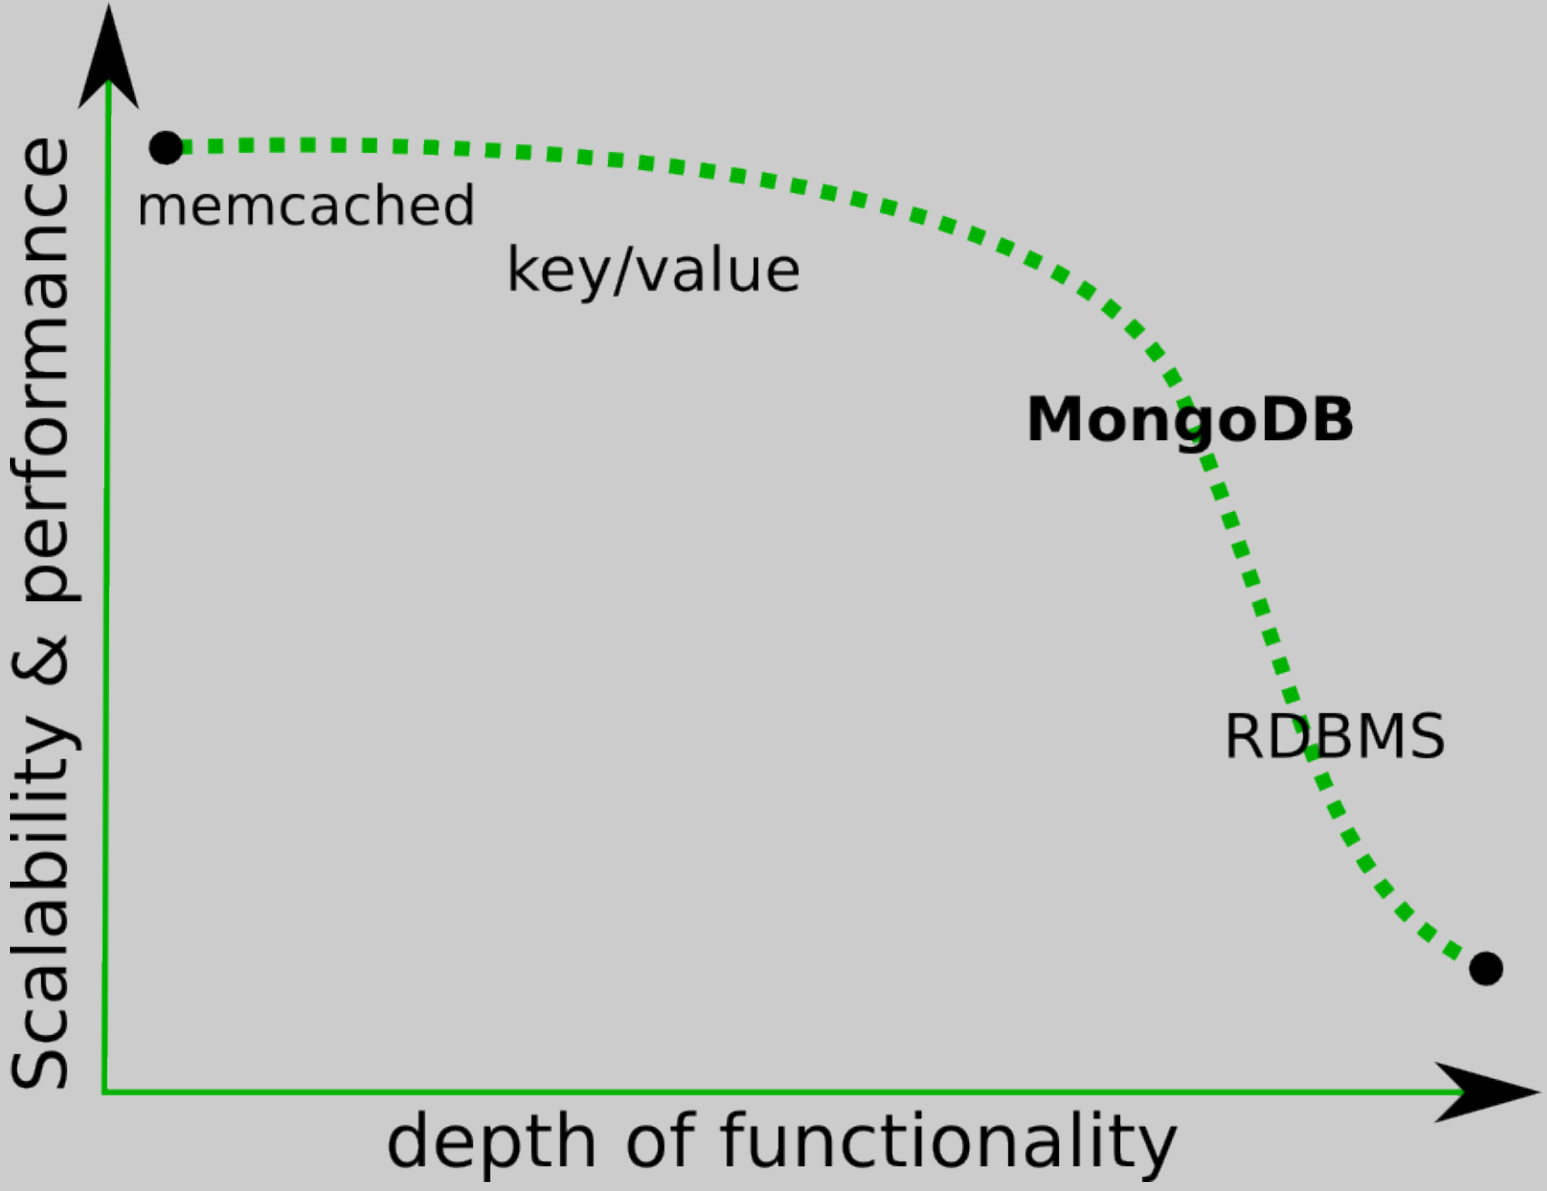 Scalability & performance
memcached
key/value
MongoDB
RDBMS
depth of functionality